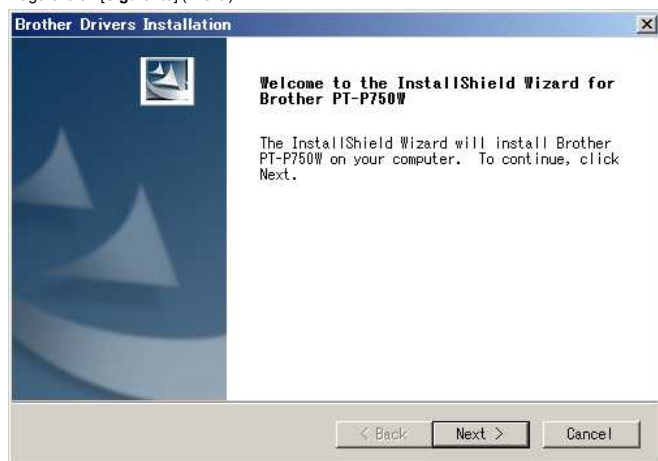 Brother Drivers Installation
Welcome to the InstallShield Wizard for
Brother PT-P750W
The InstallShield Wizard will install Brother
PT-P750W on your computer. To continue, click
Next.
< Back
Next >
Cancel